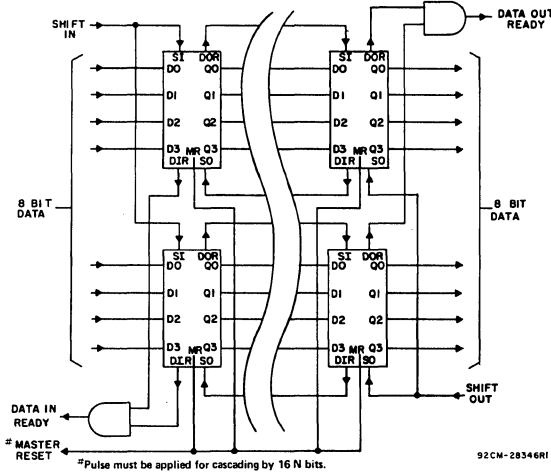 SHIFT IN
DATA OUT READY
SI DOR
D0 Q0
D1 Q1
D2 Q2
D3 MR Q3
DIR SO
SI DOR
D0 Q0
D1 Q1
D2 Q2
D3 MR Q3
DIR SO
8 BIT DATA
8 BIT DATA
SI DOR
D0 Q0
D1 Q1
D2 Q2
D3 MR Q3
DIR SO
SI DOR
D0 Q0
D1 Q1
D2 Q2
D3 MR Q3
DIR SO
DATA IN READY
SHIFT OUT
# MASTER RESET
#Pulse must be applied for cascading by 16 N bits.
92CM-28346RI